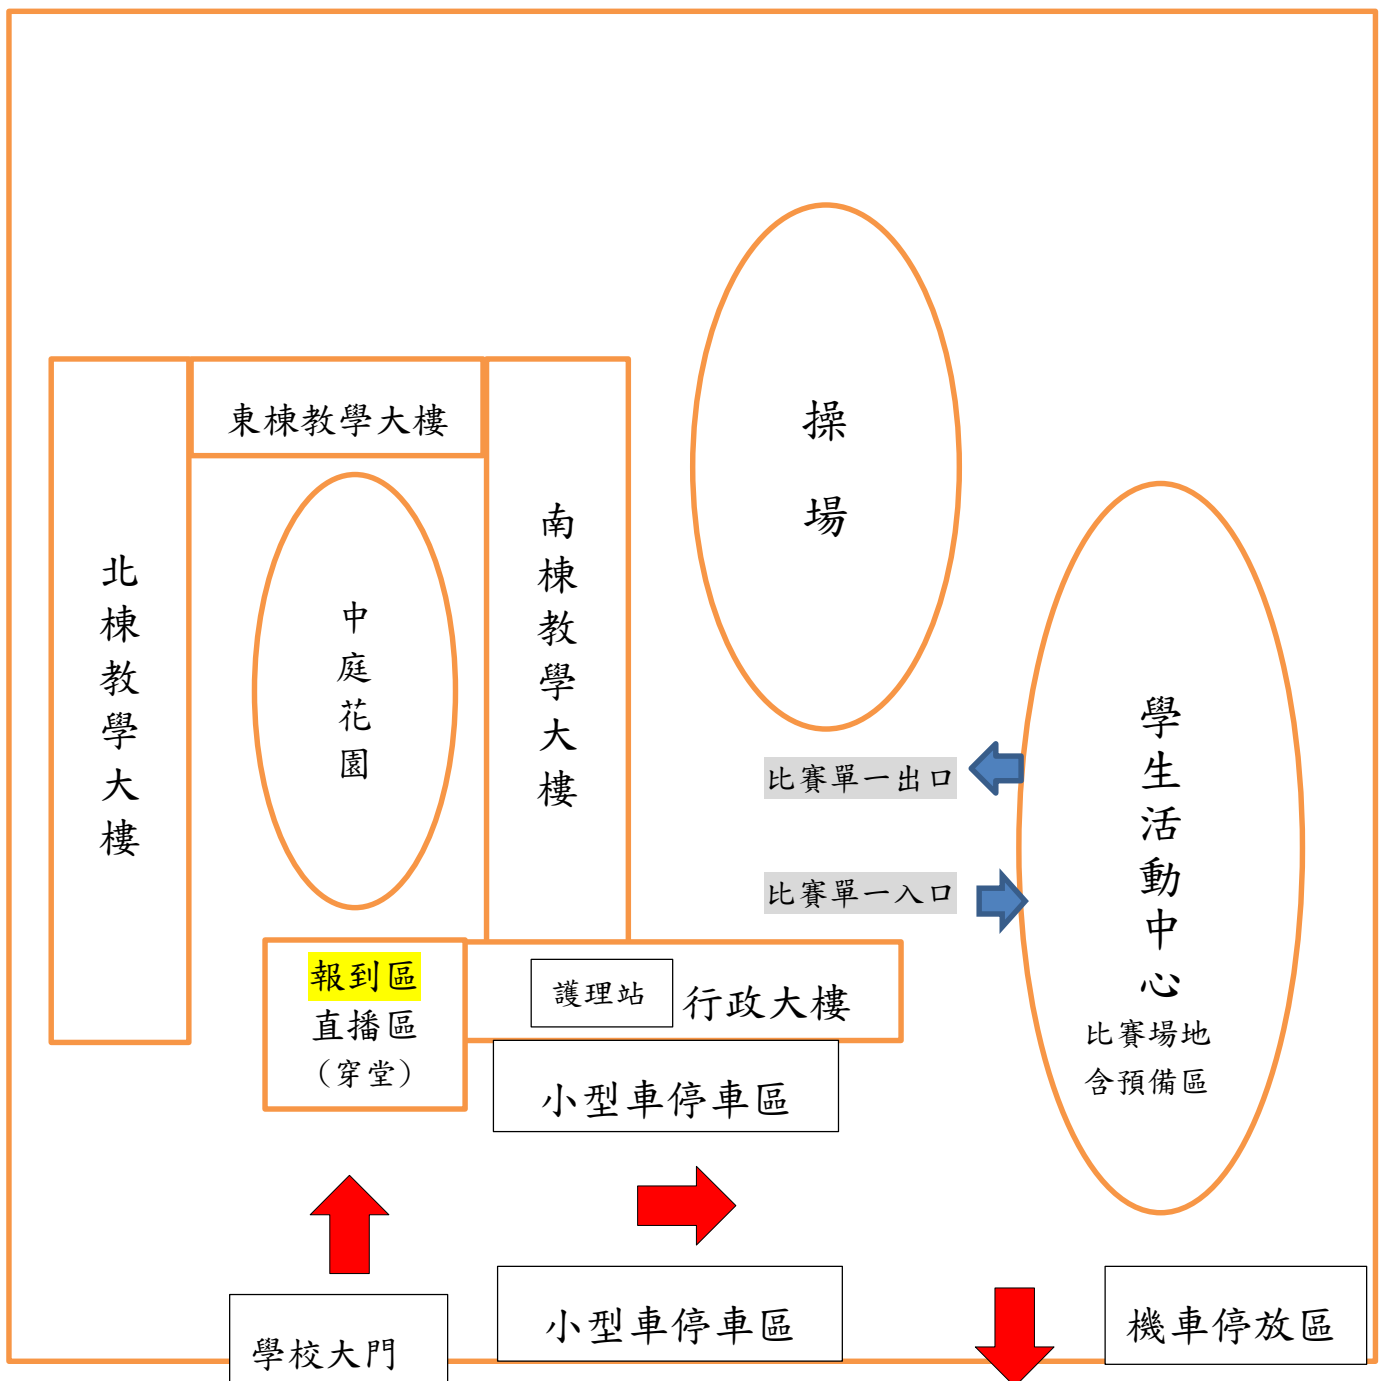 東棟教學大樓
操場
北棟教學大樓
中庭花園
南棟教學大樓
學生活動中心
比賽場地
含預備區
比賽單一出口
比賽單一入口
報到區
直播區
（穿堂）
護理站
行政大樓
小型車停車區
小型車停車區
學校大門
機車停放區